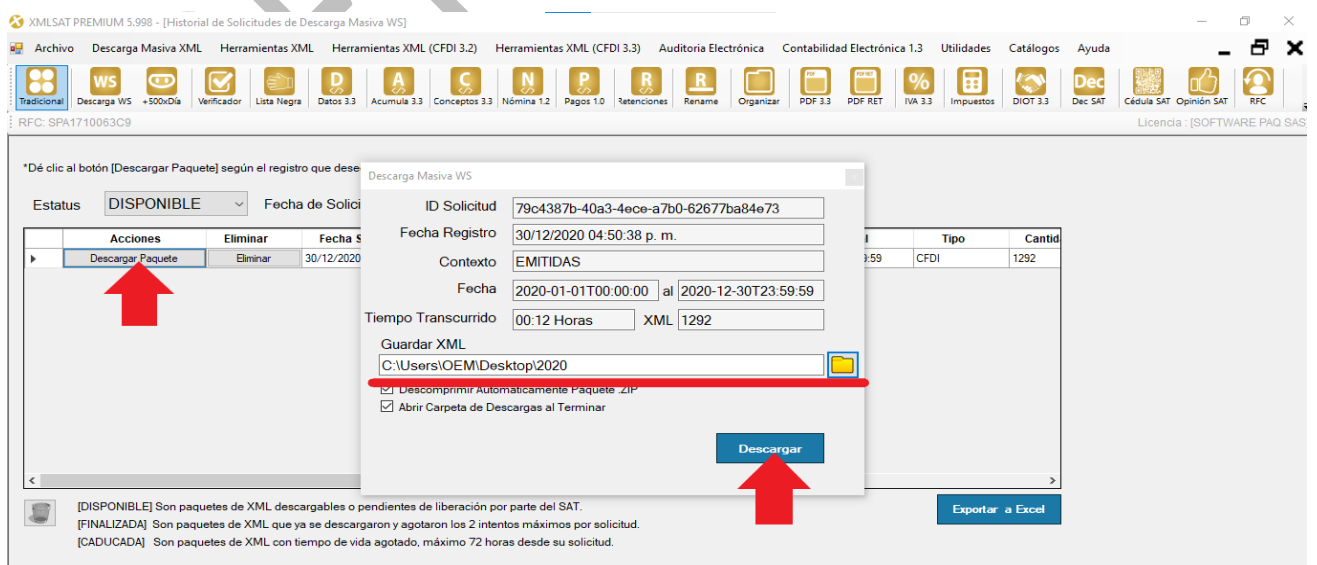 XMLSAT PREMIUM 5.998 - [Historial de Solicitudes de Descarga Masiva WS]
Archivo Descarga Masiva XML Herramientas XML Herramientas XML (CFDI 3.2) Herramientas XML (CFDI 3.3) Auditoria Electrónica Contabilidad Electrónica 1.3 Utilidades Catálogos Ayuda
WS D A C N P R R PDF PDF RET % Dec
Tradicional Descarga WS +500xDía Verificador Lista Negra Datos 3.3 Acumula 3.3 Conceptos 3.3 Nómina 1.2 Pagos 1.0 Retenciones Rename Organizar PDF 3.3 PDF RET IVA 3.3 Impuestos DIOT 3.3 Dec SAT Cédula SAT Opinión SAT RFC
RFC: SPA1710063C9 Licencia : [SOFTWARE PAQ SAS
*Dé clic al botón [Descargar Paquete] según el registro que dese
Estatus DISPONIBLE Fecha de Solici
Acciones Eliminar Fecha S l Tipo Cantid
Descargar Paquete Eliminar 30/12/2020 9:59 CFDI 1292
Descarga Masiva WS
ID Solicitud 79c4387b-40a3-4ece-a7b0-62677ba84e73
Fecha Registro 30/12/2020 04:50:38 p. m.
Contexto EMITIDAS
Fecha 2020-01-01T00:00:00 al 2020-12-30T23:59:59
Tiempo Transcurrido 00:12 Horas XML 1292
Guardar XML
C:\Users\OEM\Desktop\2020
Descomprimir Automaticamente Paquete .ZIP
Abrir Carpeta de Descargas al Terminar
Descargar
[DISPONIBLE] Son paquetes de XML descargables o pendientes de liberación por parte del SAT.
[FINALIZADA] Son paquetes de XML que ya se descargaron y agotaron los 2 intentos máximos por solicitud.
[CADUCADA] Son paquetes de XML con tiempo de vida agotado, máximo 72 horas desde su solicitud.
Exportar a Excel